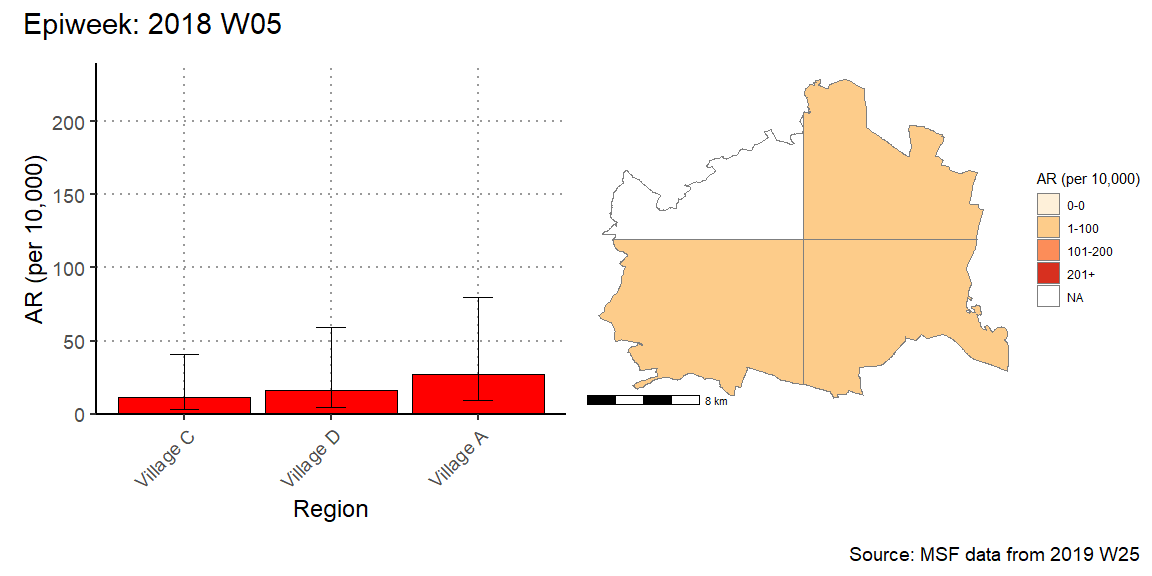 Epiweek: 2018 W05
AR (per 10,000)
200
150
100
50
0
Village C
Village D
Village A
Region
8 km
AR (per 10,000)
0-0
1-100
101-200
201+
NA
Source: MSF data from 2019 W25